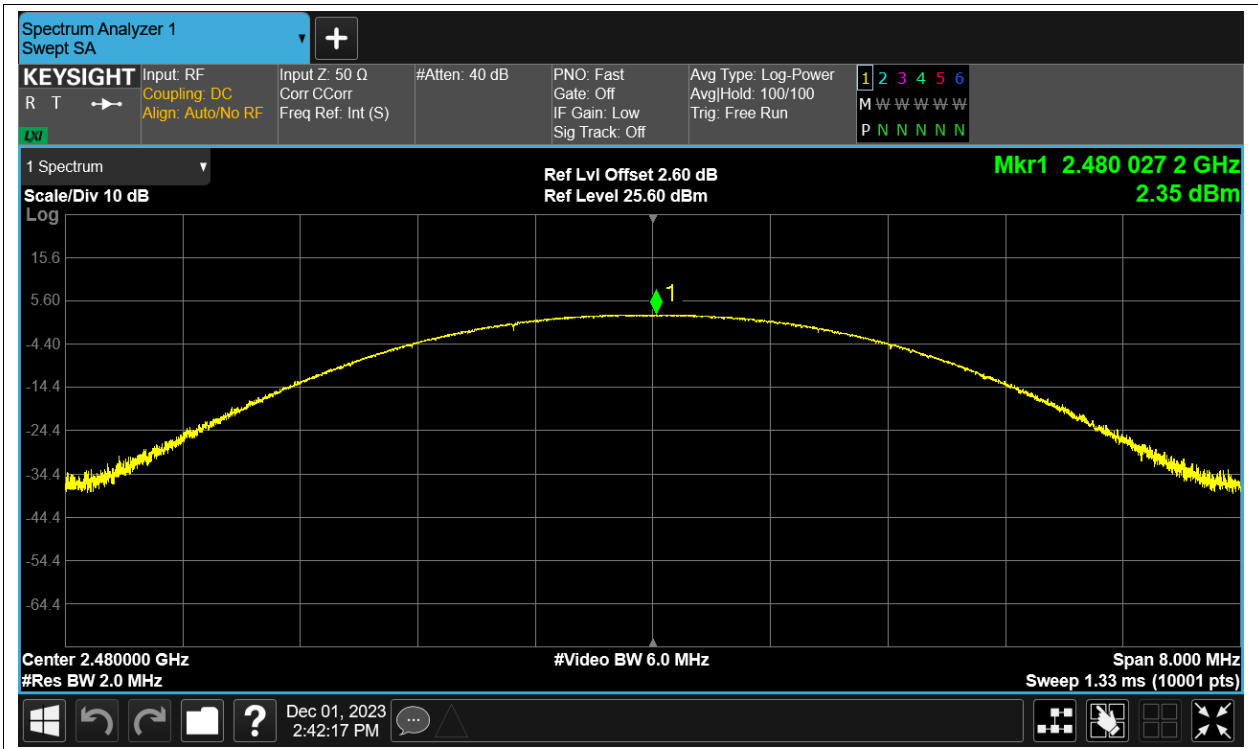 Spectrum Analyzer 1
Swept SA
KEYSIGHT
R T
LXI
Input: RF
Coupling: DC
Align: Auto/No RF
Input Z: 50 Ω
Corr CCorr
Freq Ref: Int (S)
#Atten: 40 dB
PNO: Fast
Gate: Off
IF Gain: Low
Sig Track: Off
Avg Type: Log-Power
Avg|Hold: 100/100
Trig: Free Run
1 2 3 4 5 6
M W W W W W
P N N N N N
1 Spectrum
Scale/Div 10 dB
Ref Lvl Offset 2.60 dB
Ref Level 25.60 dBm
Mkr1 2.480 027 2 GHz
2.35 dBm
Log
15.6
5.60
-4.40
-14.4
-24.4
-34.4
-44.4
-54.4
-64.4
1
Center 2.480000 GHz
#Res BW 2.0 MHz
#Video BW 6.0 MHz
Span 8.000 MHz
Sweep 1.33 ms (10001 pts)
?
Dec 01, 2023
2:42:17 PM